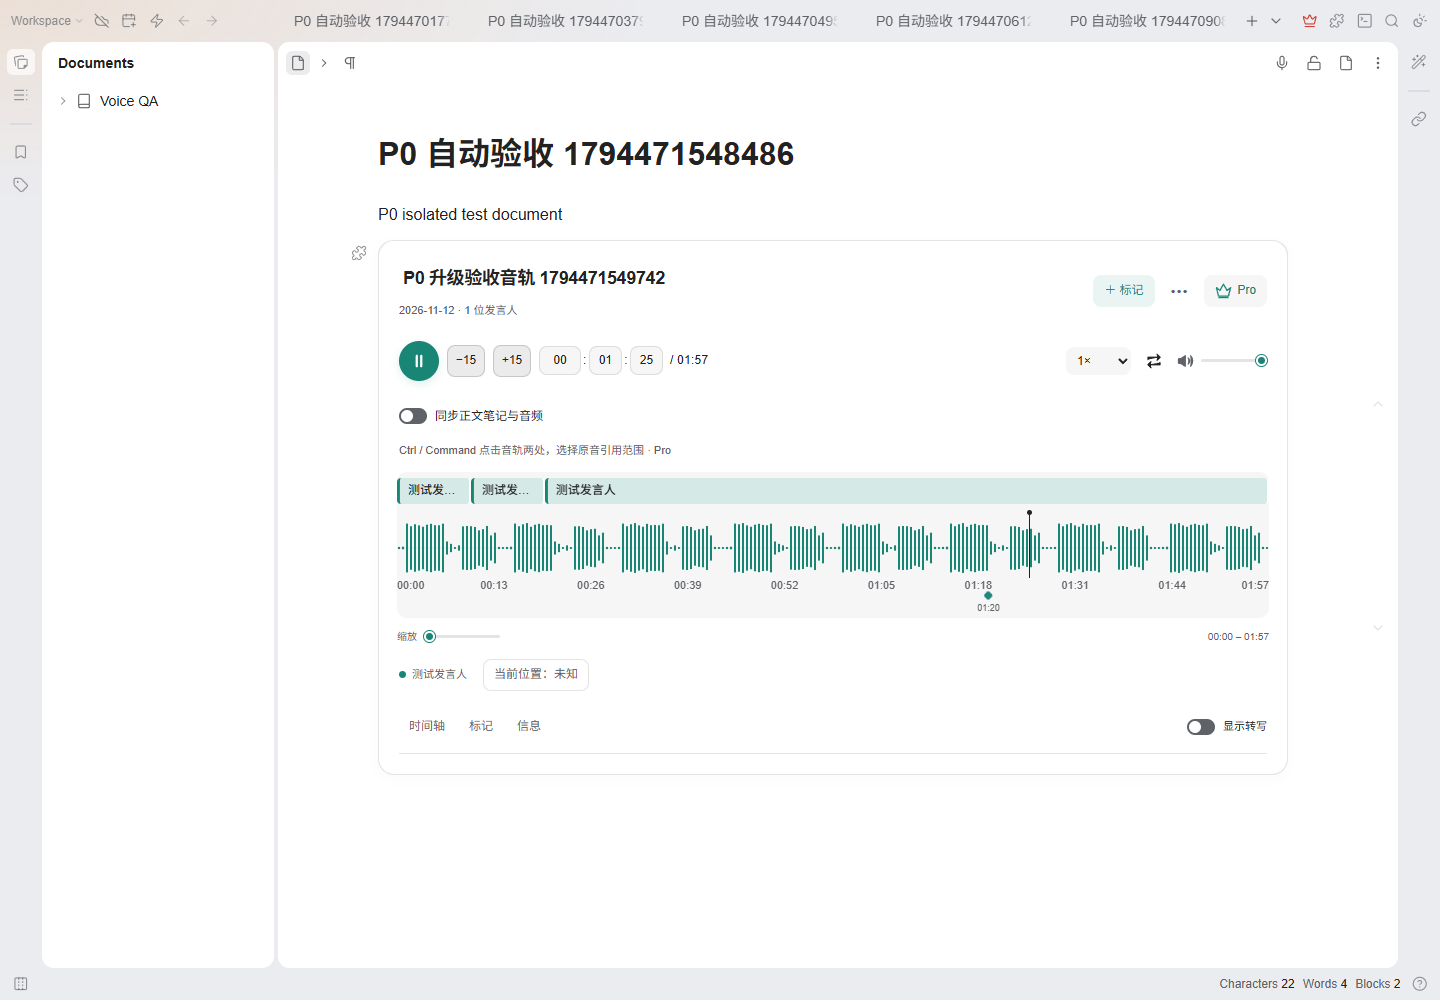 Workspace
P0 自动验收 179447017
P0 自动验收 179447037
P0 自动验收 179447049
P0 自动验收 179447061
P0 自动验收 179447090
Documents
Voice QA
P0 自动验收 1794471548486
P0 isolated test document
P0 升级验收音轨 1794471549742
2026-11-12 · 1 位发言人
+ 标记
Pro
−15
+15
00 : 01 : 25 / 01:57
1×
同步正文笔记与音频
Ctrl / Command 点击音轨两处，选择原音引用范围 · Pro
测试发…
测试发…
测试发言人
00:00 00:13 00:26 00:39 00:52 01:05 01:18 01:31 01:44 01:57
01:20
缩放
00:00 – 01:57
测试发言人
当前位置：未知
时间轴
标记
信息
显示转写
Characters 22 Words 4 Blocks 2